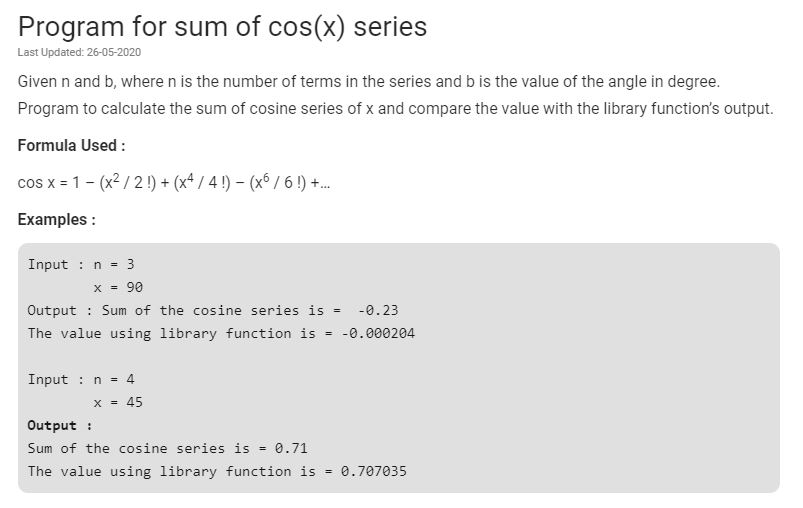 Program for sum of cos(x) series
Last Updated: 26-05-2020
Given n and b, where n is the number of terms in the series and b is the value of the angle in degree.
Program to calculate the sum of cosine series of x and compare the value with the library function's output.
Formula Used :
cos x = 1 – (x² / 2 !) + (x⁴ / 4 !) – (x⁶ / 6 !) +…
Examples :
Input : n = 3
x = 90
Output : Sum of the cosine series is = -0.23
The value using library function is = -0.000204
Input : n = 4
x = 45
Output :
Sum of the cosine series is = 0.71
The value using library function is = 0.707035